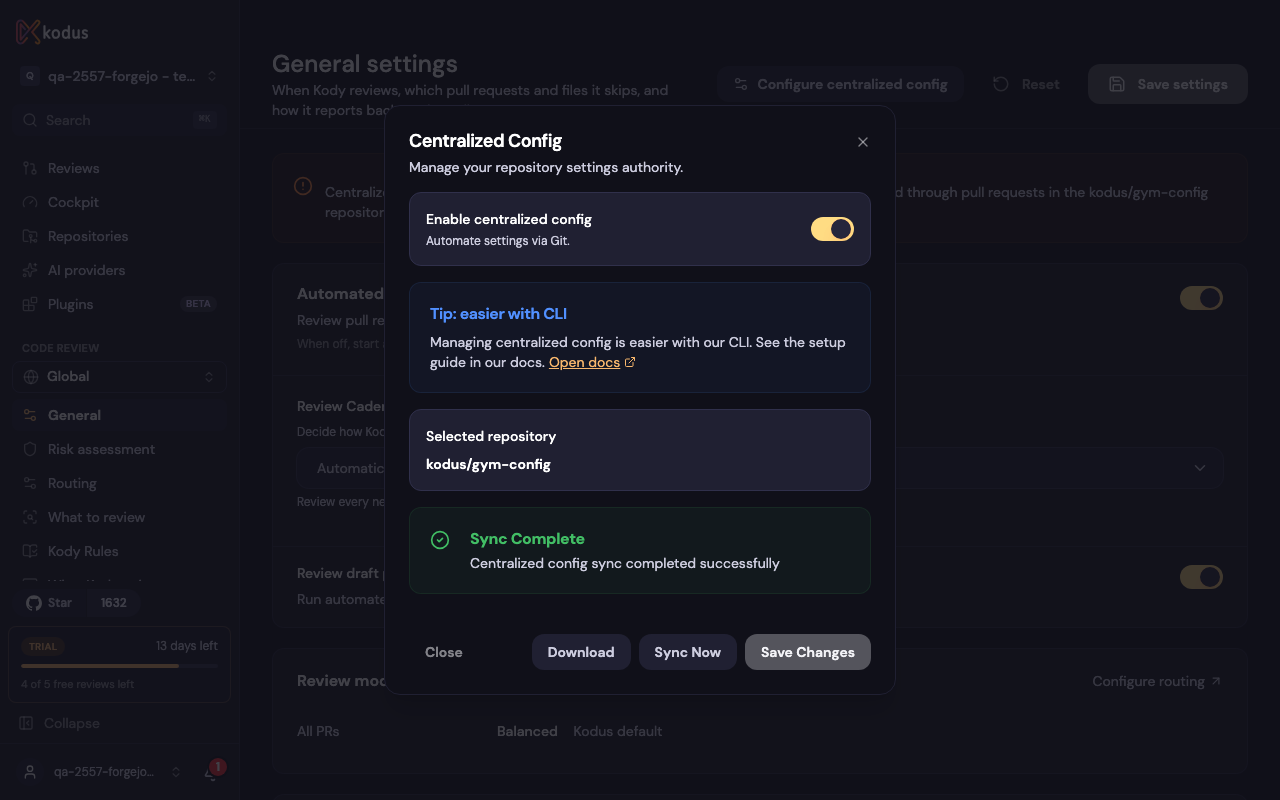 kodus
Q qa-2557-forgejo - te...
Search ⌘K
Reviews
Cockpit
Repositories
AI providers
Plugins BETA
CODE REVIEW
Global
General
Risk assessment
Routing
What to review
Kody Rules
Star 1632
TRIAL 13 days left
4 of 5 free reviews left
Collapse
qa-2557-forgejo... 1
General settings
When Kody reviews, which pull requests and files it skips, and
how it reports bac
Configure centralized config
Reset
Save settings
Centralize d through pull requests in the kodus/gym-config
repositor
Automated
Review pull re
When off, start a
Review Caden
Decide how Kod
Automatic
Review every ne
Review draft p
Run automate
Review mod
Configure routing
All PRs Balanced Kodus default
Centralized Config
Manage your repository settings authority.
Enable centralized config
Automate settings via Git.
Tip: easier with CLI
Managing centralized config is easier with our CLI. See the setup
guide in our docs. Open docs
Selected repository
kodus/gym-config
Sync Complete
Centralized config sync completed successfully
Close
Download
Sync Now
Save Changes